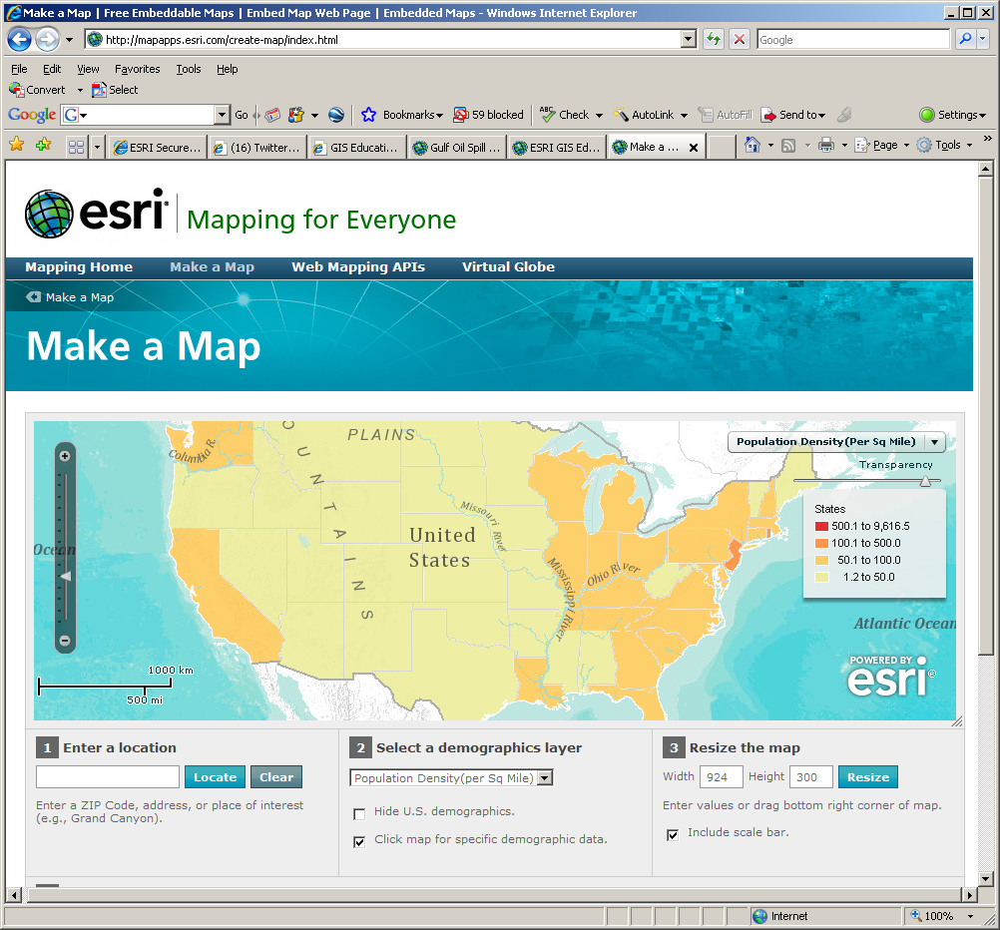 Make a Map | Free Embeddable Maps | Embed Map Web Page | Embedded Maps - Windows Internet Explorer
http://mapapps.esri.com/create-map/index.html
Google
File Edit View Favorites Tools Help
Convert Select
Google G Go Bookmarks 59 blocked Check AutoLink AutoFill Send to Settings
ESRI Secure... (16) Twitter... GIS Educati... Gulf Oil Spill ... ESRI GIS Ed... Make a ... Page Tools
esri Mapping for Everyone
Mapping Home Make a Map Web Mapping APIs Virtual Globe
Make a Map
Make a Map
PLAINS
Population Density(Per Sq Mile)
Columbia R.
OUNTAINS
Transparency
Missouri River
States
500.1 to 9,616.5
100.1 to 500.0
50.1 to 100.0
1.2 to 50.0
United
States
Ocean
Ohio River
Mississippi River
Atlantic Ocean
POWERED BY
esri®
1000 km
500 mi
1 Enter a location
Locate Clear
Enter a ZIP Code, address, or place of interest
(e.g., Grand Canyon).
2 Select a demographics layer
Population Density(per Sq Mile)
Hide U.S. demographics.
Click map for specific demographic data.
3 Resize the map
Width 924 Height 300 Resize
Enter values or drag bottom right corner of map.
Include scale bar.
Internet 100%